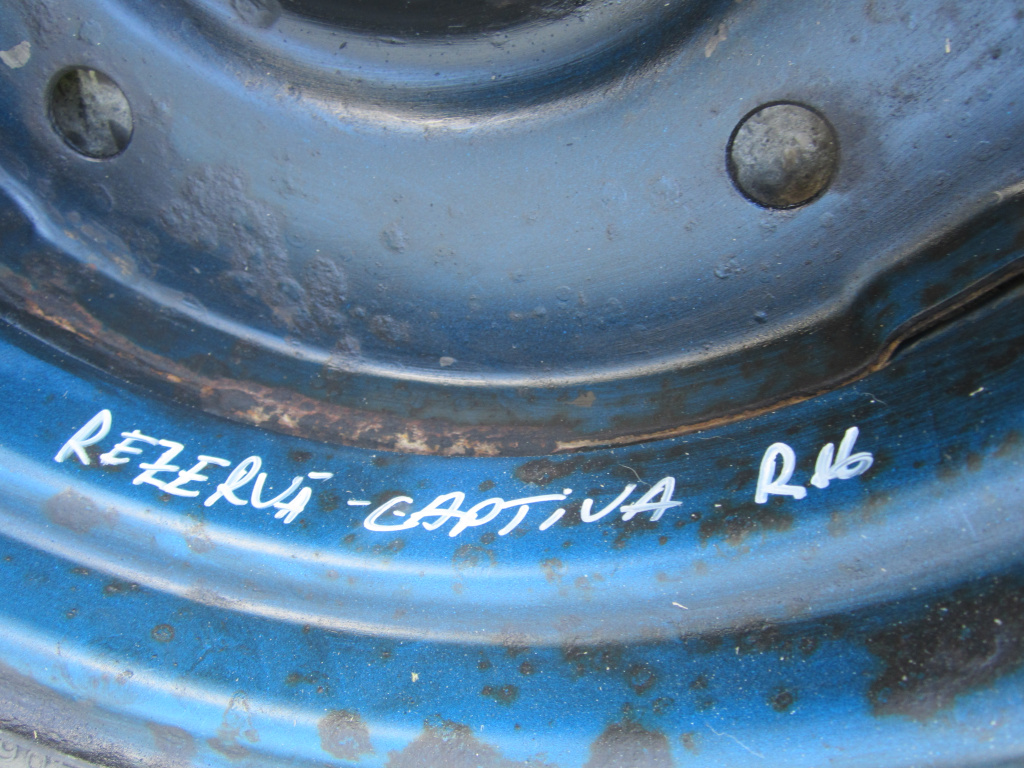 REZERVĂ - CAPTiVA R16